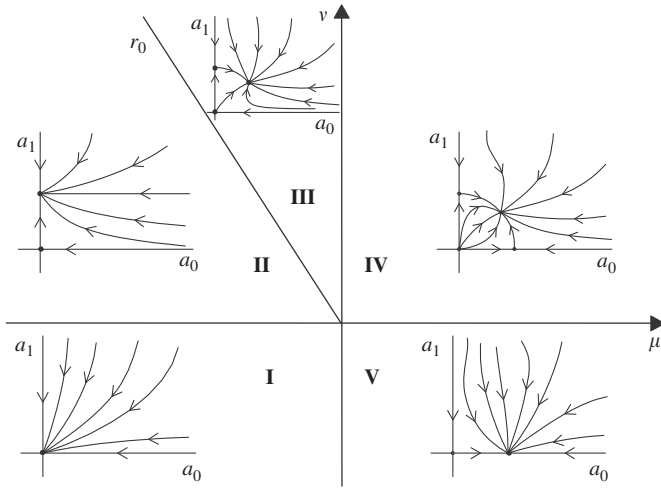 ν
a₁
r₀
a₀
a₁
a₁
III
II
IV
a₀
a₀
μ
a₁
a₁
I
V
a₀
a₀